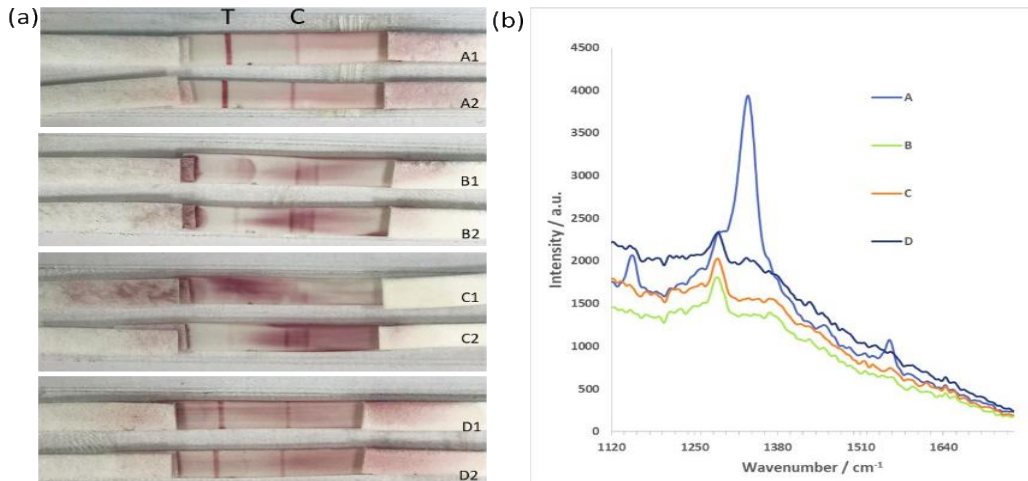 (a)
T C
A1
A2
B1
B2
C1
C2
D1
D2
(b)
4500
4000
3500
3000
2500
2000
1500
1000
500
0
Intensity / a.u.
A
B
C
D
1120 1250 1380 1510 1640
Wavenumber / cm⁻¹